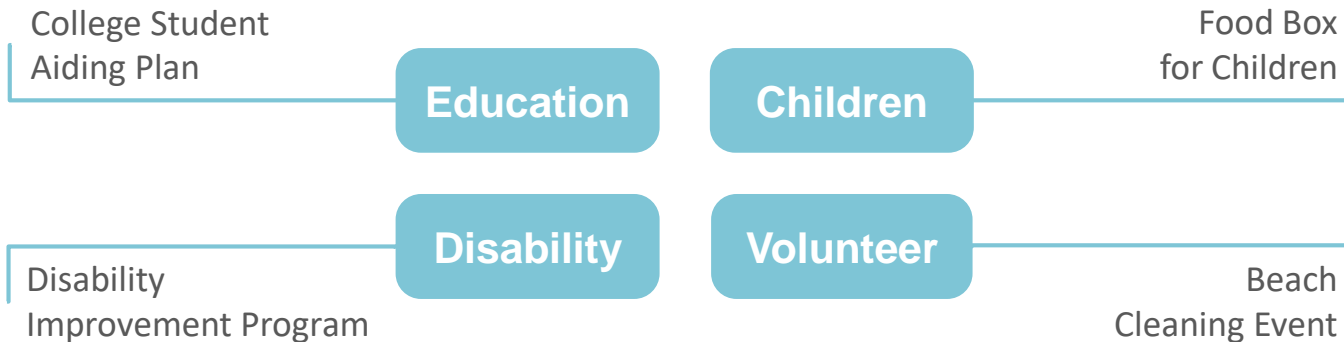 College Student
Aiding Plan
Education
Children
Food Box
for Children
Disability
Improvement Program
Disability
Volunteer
Beach
Cleaning Event